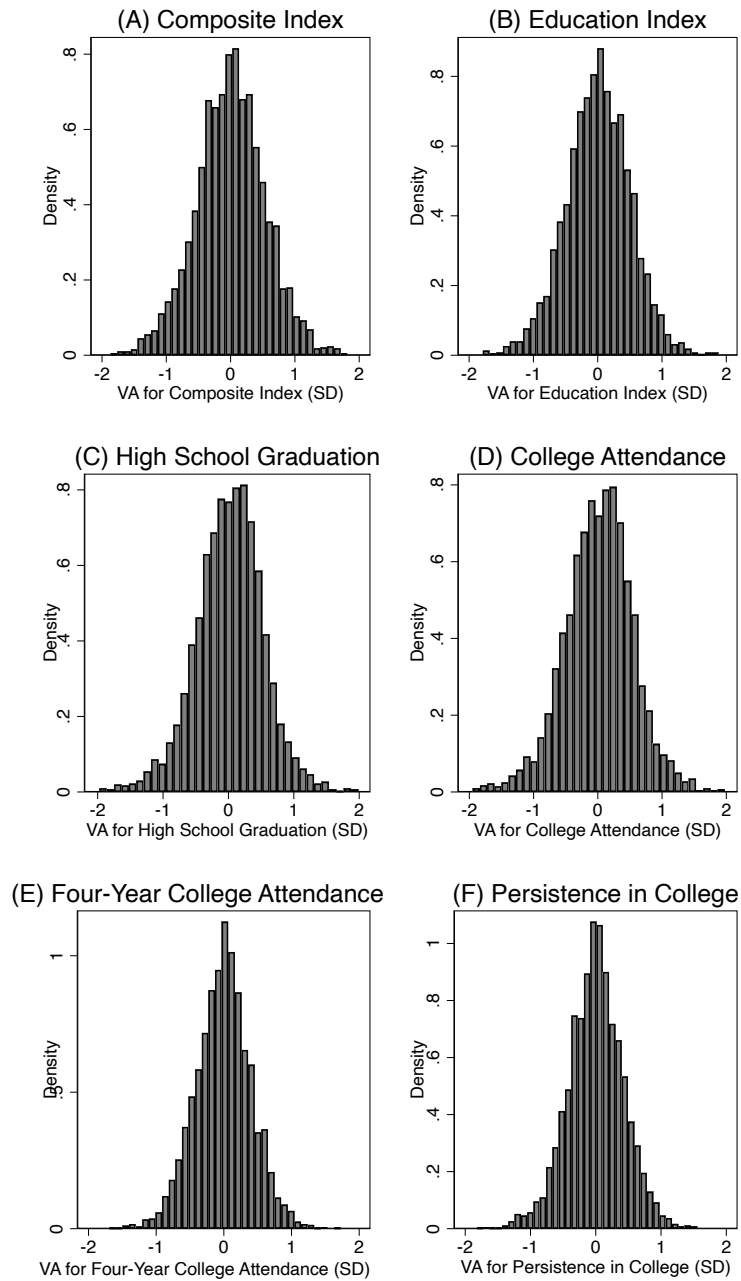 (A) Composite Index
Density
.8
.6
.4
.2
0
-2 -1 0 1 2
VA for Composite Index (SD)
(B) Education Index
Density
.8
.6
.4
.2
0
-2 -1 0 1 2
VA for Education Index (SD)
(C) High School Graduation
Density
.8
.6
.4
.2
0
-2 -1 0 1 2
VA for High School Graduation (SD)
(D) College Attendance
Density
.8
.6
.4
.2
0
-2 -1 0 1 2
VA for College Attendance (SD)
(E) Four-Year College Attendance
Density
1
.5
0
-2 -1 0 1 2
VA for Four-Year College Attendance (SD)
(F) Persistence in College
Density
1
.8
.6
.4
.2
0
-2 -1 0 1 2
VA for Persistence in College (SD)